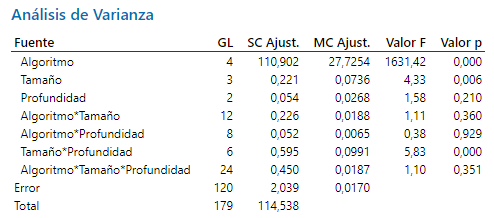 Análisis de Varianza
Fuente GL SC Ajust. MC Ajust. Valor F Valor p
Algoritmo 4 110,902 27,7254 1631,42 0,000
Tamaño 3 0,221 0,0736 4,33 0,006
Profundidad 2 0,054 0,0268 1,58 0,210
Algoritmo*Tamaño 12 0,226 0,0188 1,11 0,360
Algoritmo*Profundidad 8 0,052 0,0065 0,38 0,929
Tamaño*Profundidad 6 0,595 0,0991 5,83 0,000
Algoritmo*Tamaño*Profundidad 24 0,450 0,0187 1,10 0,351
Error 120 2,039 0,0170
Total 179 114,538